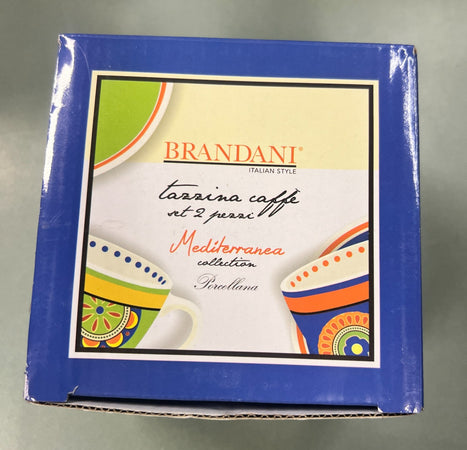 BRANDANI®
ITALIAN STYLE
tazzina caffè
set 2 pezzi
Mediterranea
collection
Porcellana